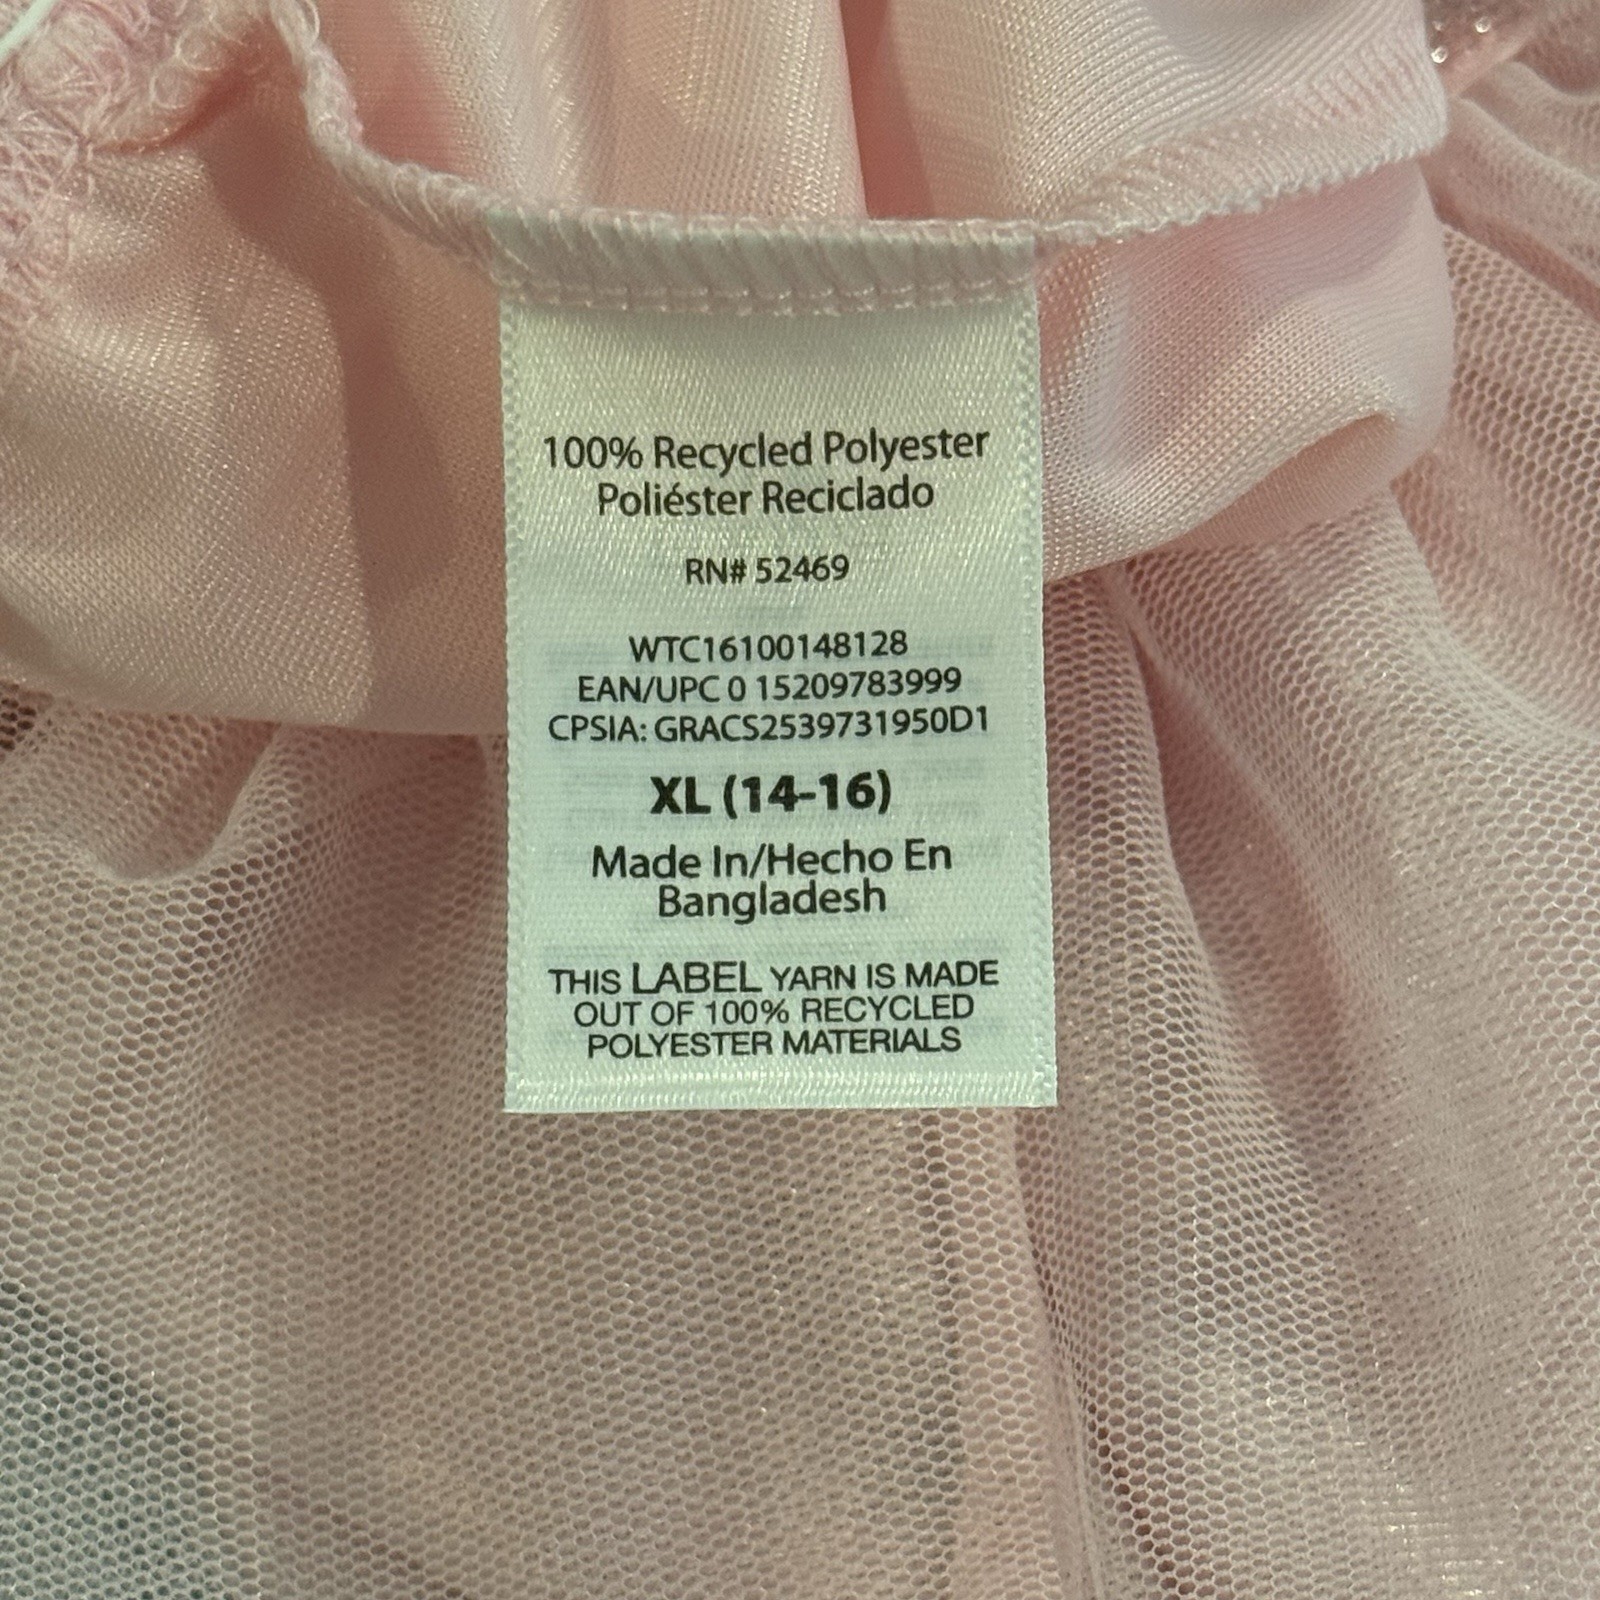 100% Recycled Polyester
Poliéster Reciclado
RN# 52469
WTC16100148128
EAN/UPC 0 15209783999
CPSIA: GRACS2539731950D1
XL (14-16)
Made In/Hecho En
Bangladesh
THIS LABEL YARN IS MADE
OUT OF 100% RECYCLED
POLYESTER MATERIALS